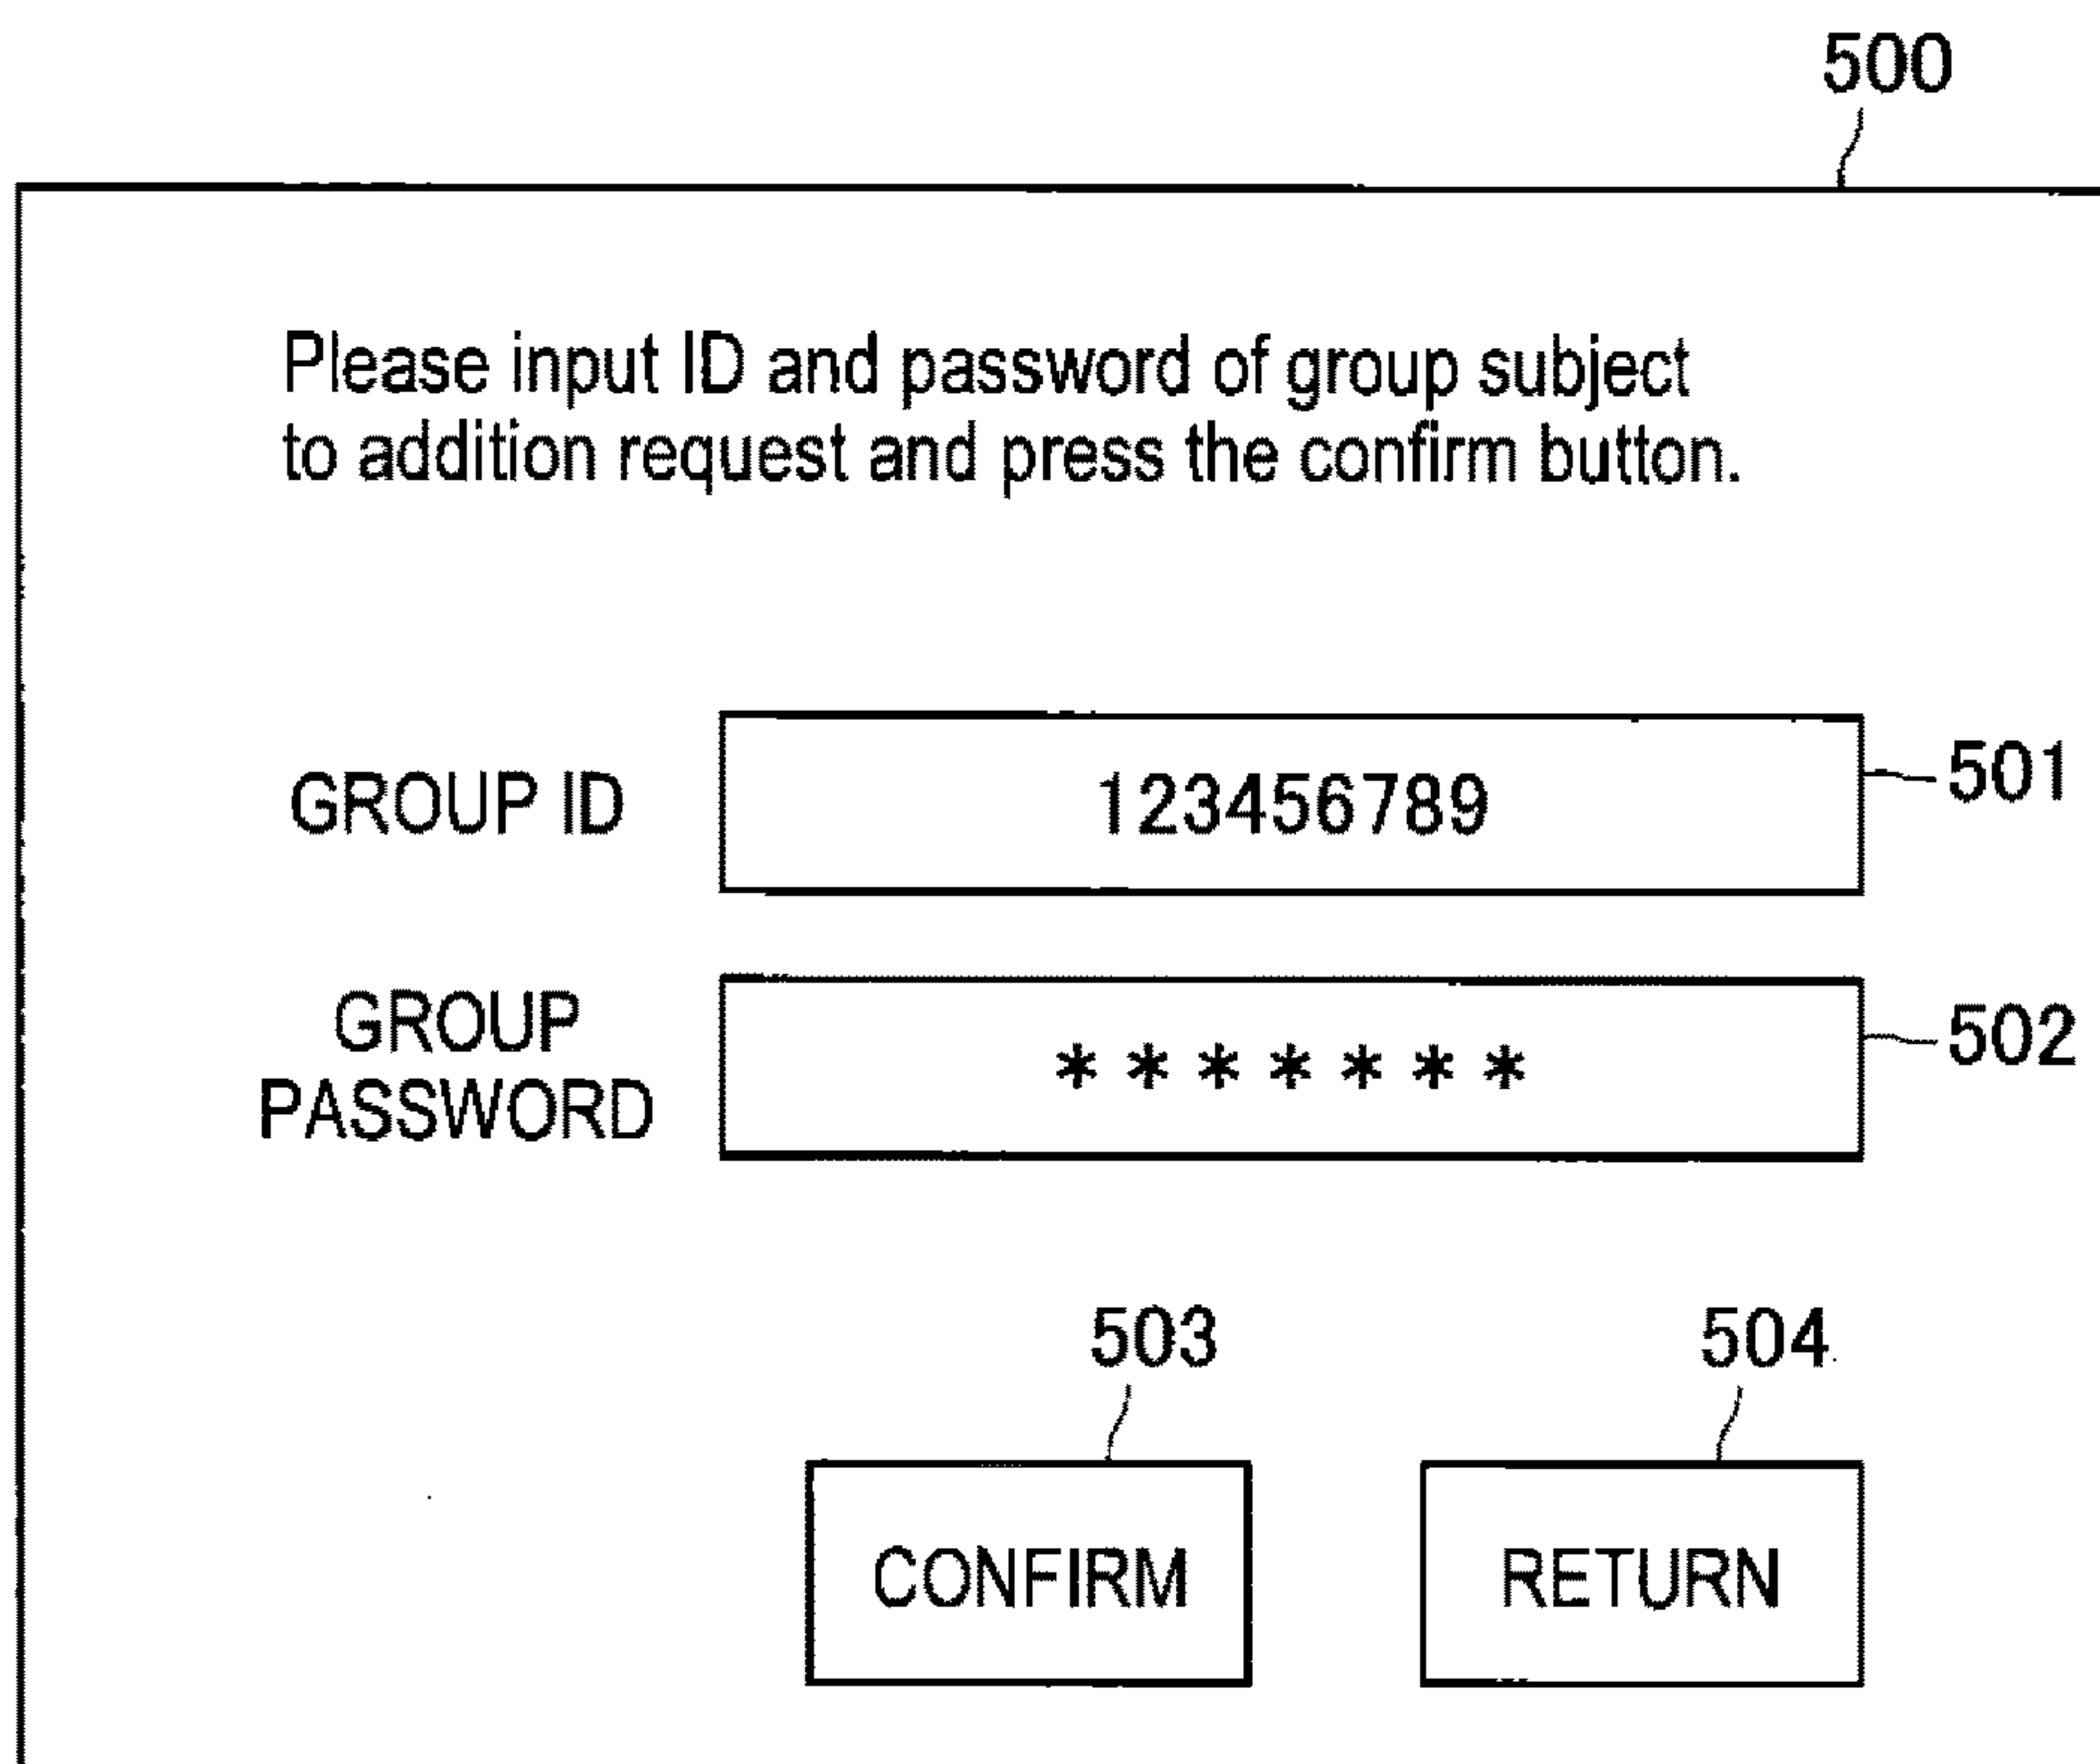 500
Please input ID and password of group subject
to addition request and press the confirm button.
GROUP ID
123456789
501
GROUP
PASSWORD
* * * * * * *
502
503
504
CONFIRM
RETURN